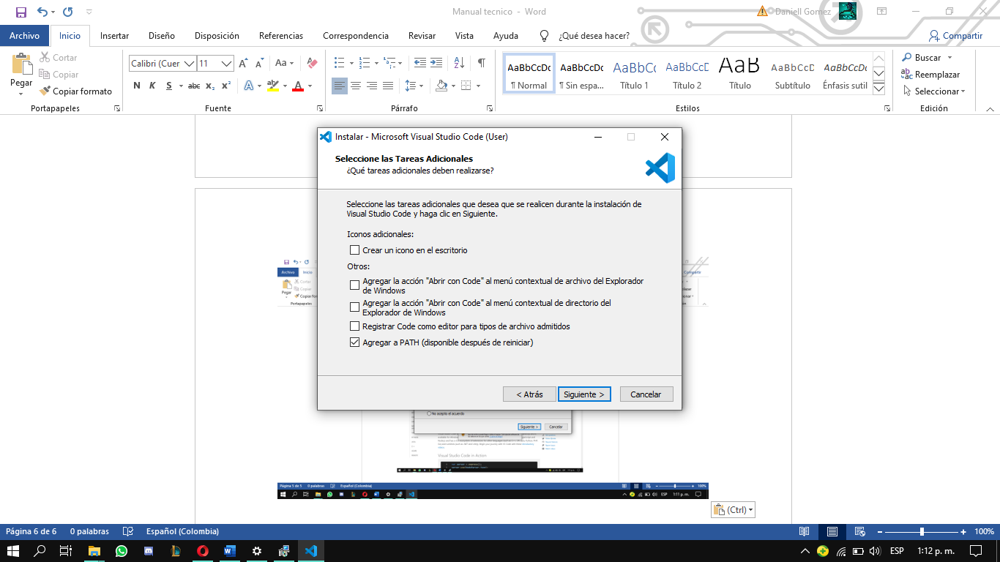 Manual tecnico - Word
Daniell Gomez
Archivo Inicio Insertar Diseño Disposición Referencias Correspondencia Revisar Vista Ayuda ¿Qué desea hacer? Compartir
Pegar
Cortar
Copiar
Copiar formato
Portapapeles
Calibri (Cuer 11
N K S abc x₂ x²
Fuente
Párrafo
AaBbCcDc AaBbCcDc AaBbCc AaBbCcD AaB AaBbCcD AaBbCcDc
¶ Normal ¶ Sin espa... Título 1 Título 2 Título Subtítulo Énfasis sutil
Estilos
Buscar
Reemplazar
Seleccionar
Edición
Instalar - Microsoft Visual Studio Code (User)
Seleccione las Tareas Adicionales
¿Qué tareas adicionales deben realizarse?
Seleccione las tareas adicionales que desea que se realicen durante la instalación de
Visual Studio Code y haga clic en Siguiente.
Iconos adicionales:
Crear un icono en el escritorio
Otros:
Agregar la acción "Abrir con Code" al menú contextual de archivo del Explorador
de Windows
Agregar la acción "Abrir con Code" al menú contextual de directorio del
Explorador de Windows
Registrar Code como editor para tipos de archivo admitidos
Agregar a PATH (disponible después de reiniciar)
< Atrás Siguiente > Cancelar
Archivo Inicio
Compartir
Pegar
Cortar
Copiar
Copiar fo
Portapapeles
No acepto el acuerdo
Siguiente > Cancelar
Visual Studio Code in Action
Página 5 de 5 0 palabras Español (Colombia) 100%
ESP 1:11 p. m.
(Ctrl)
Página 6 de 6 0 palabras Español (Colombia) 100%
ESP 1:12 p. m.